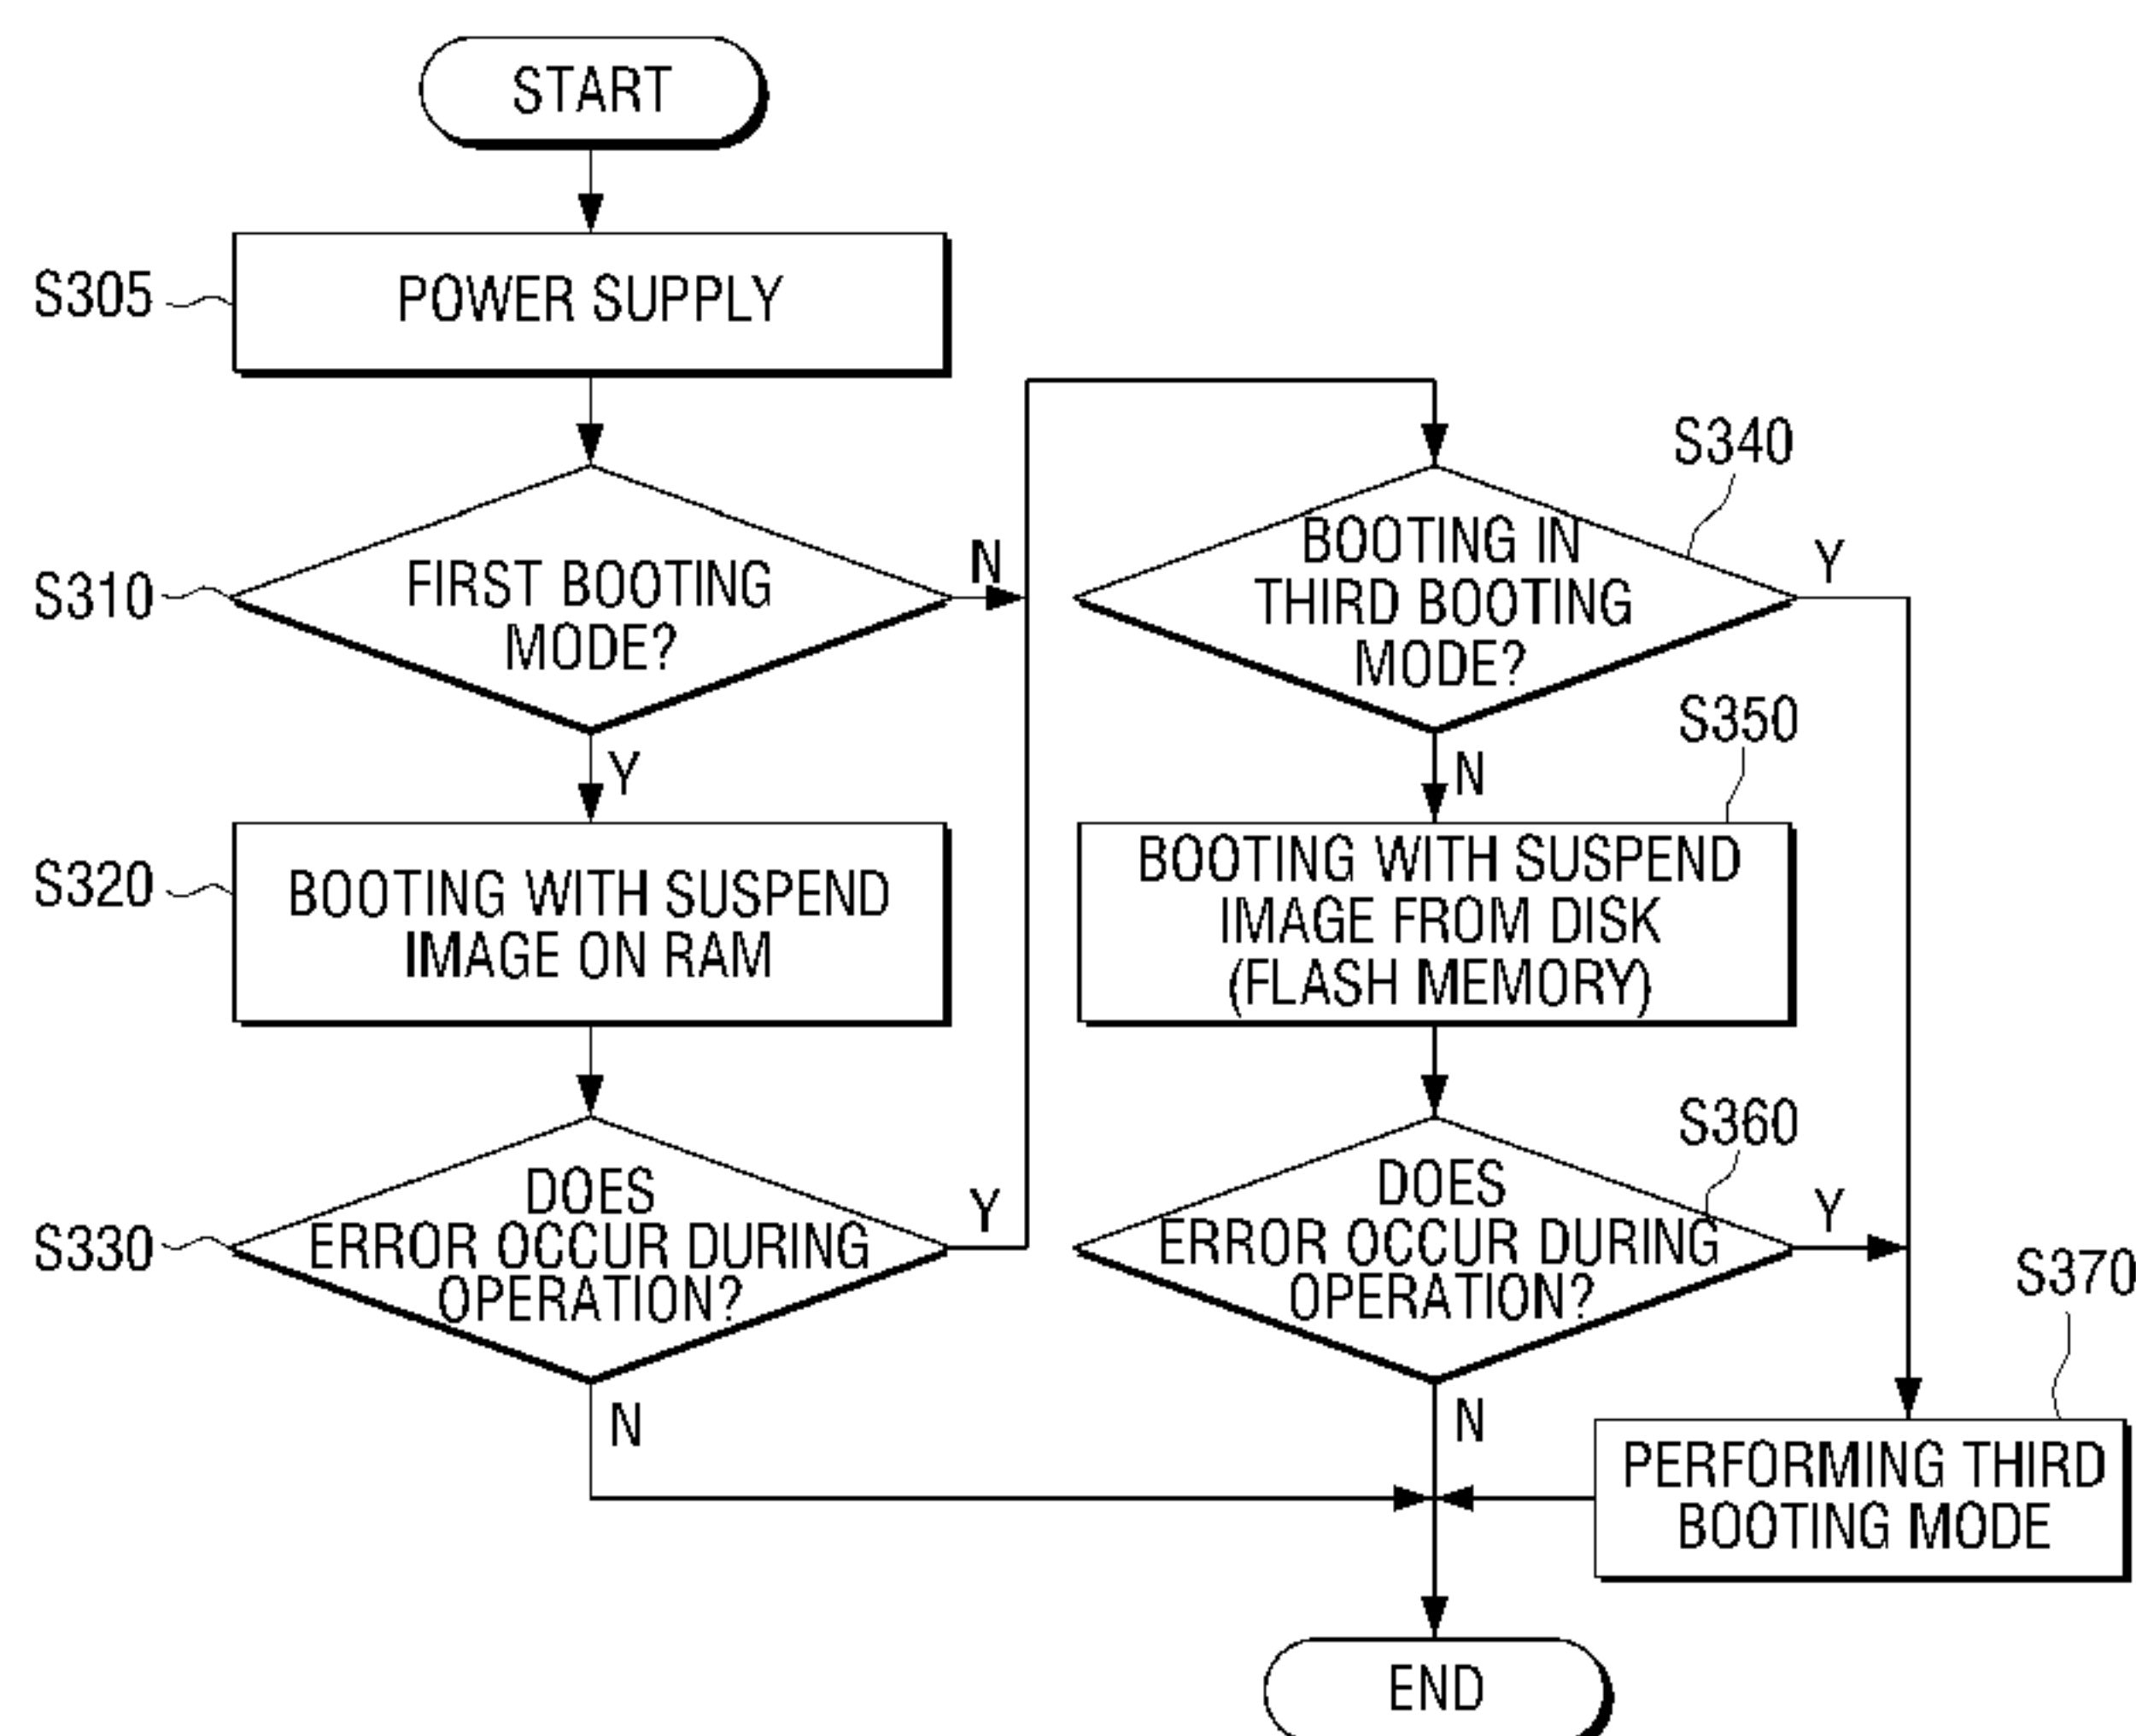 START
S305
POWER SUPPLY
S310
FIRST BOOTING
MODE?
N
Y
S320
BOOTING WITH SUSPEND
IMAGE ON RAM
S330
DOES
ERROR OCCUR DURING
OPERATION?
Y
N
S340
BOOTING IN
THIRD BOOTING
MODE?
Y
N
S350
BOOTING WITH SUSPEND
IMAGE FROM DISK
(FLASH MEMORY)
S360
DOES
ERROR OCCUR DURING
OPERATION?
Y
N
S370
PERFORMING THIRD
BOOTING MODE
END